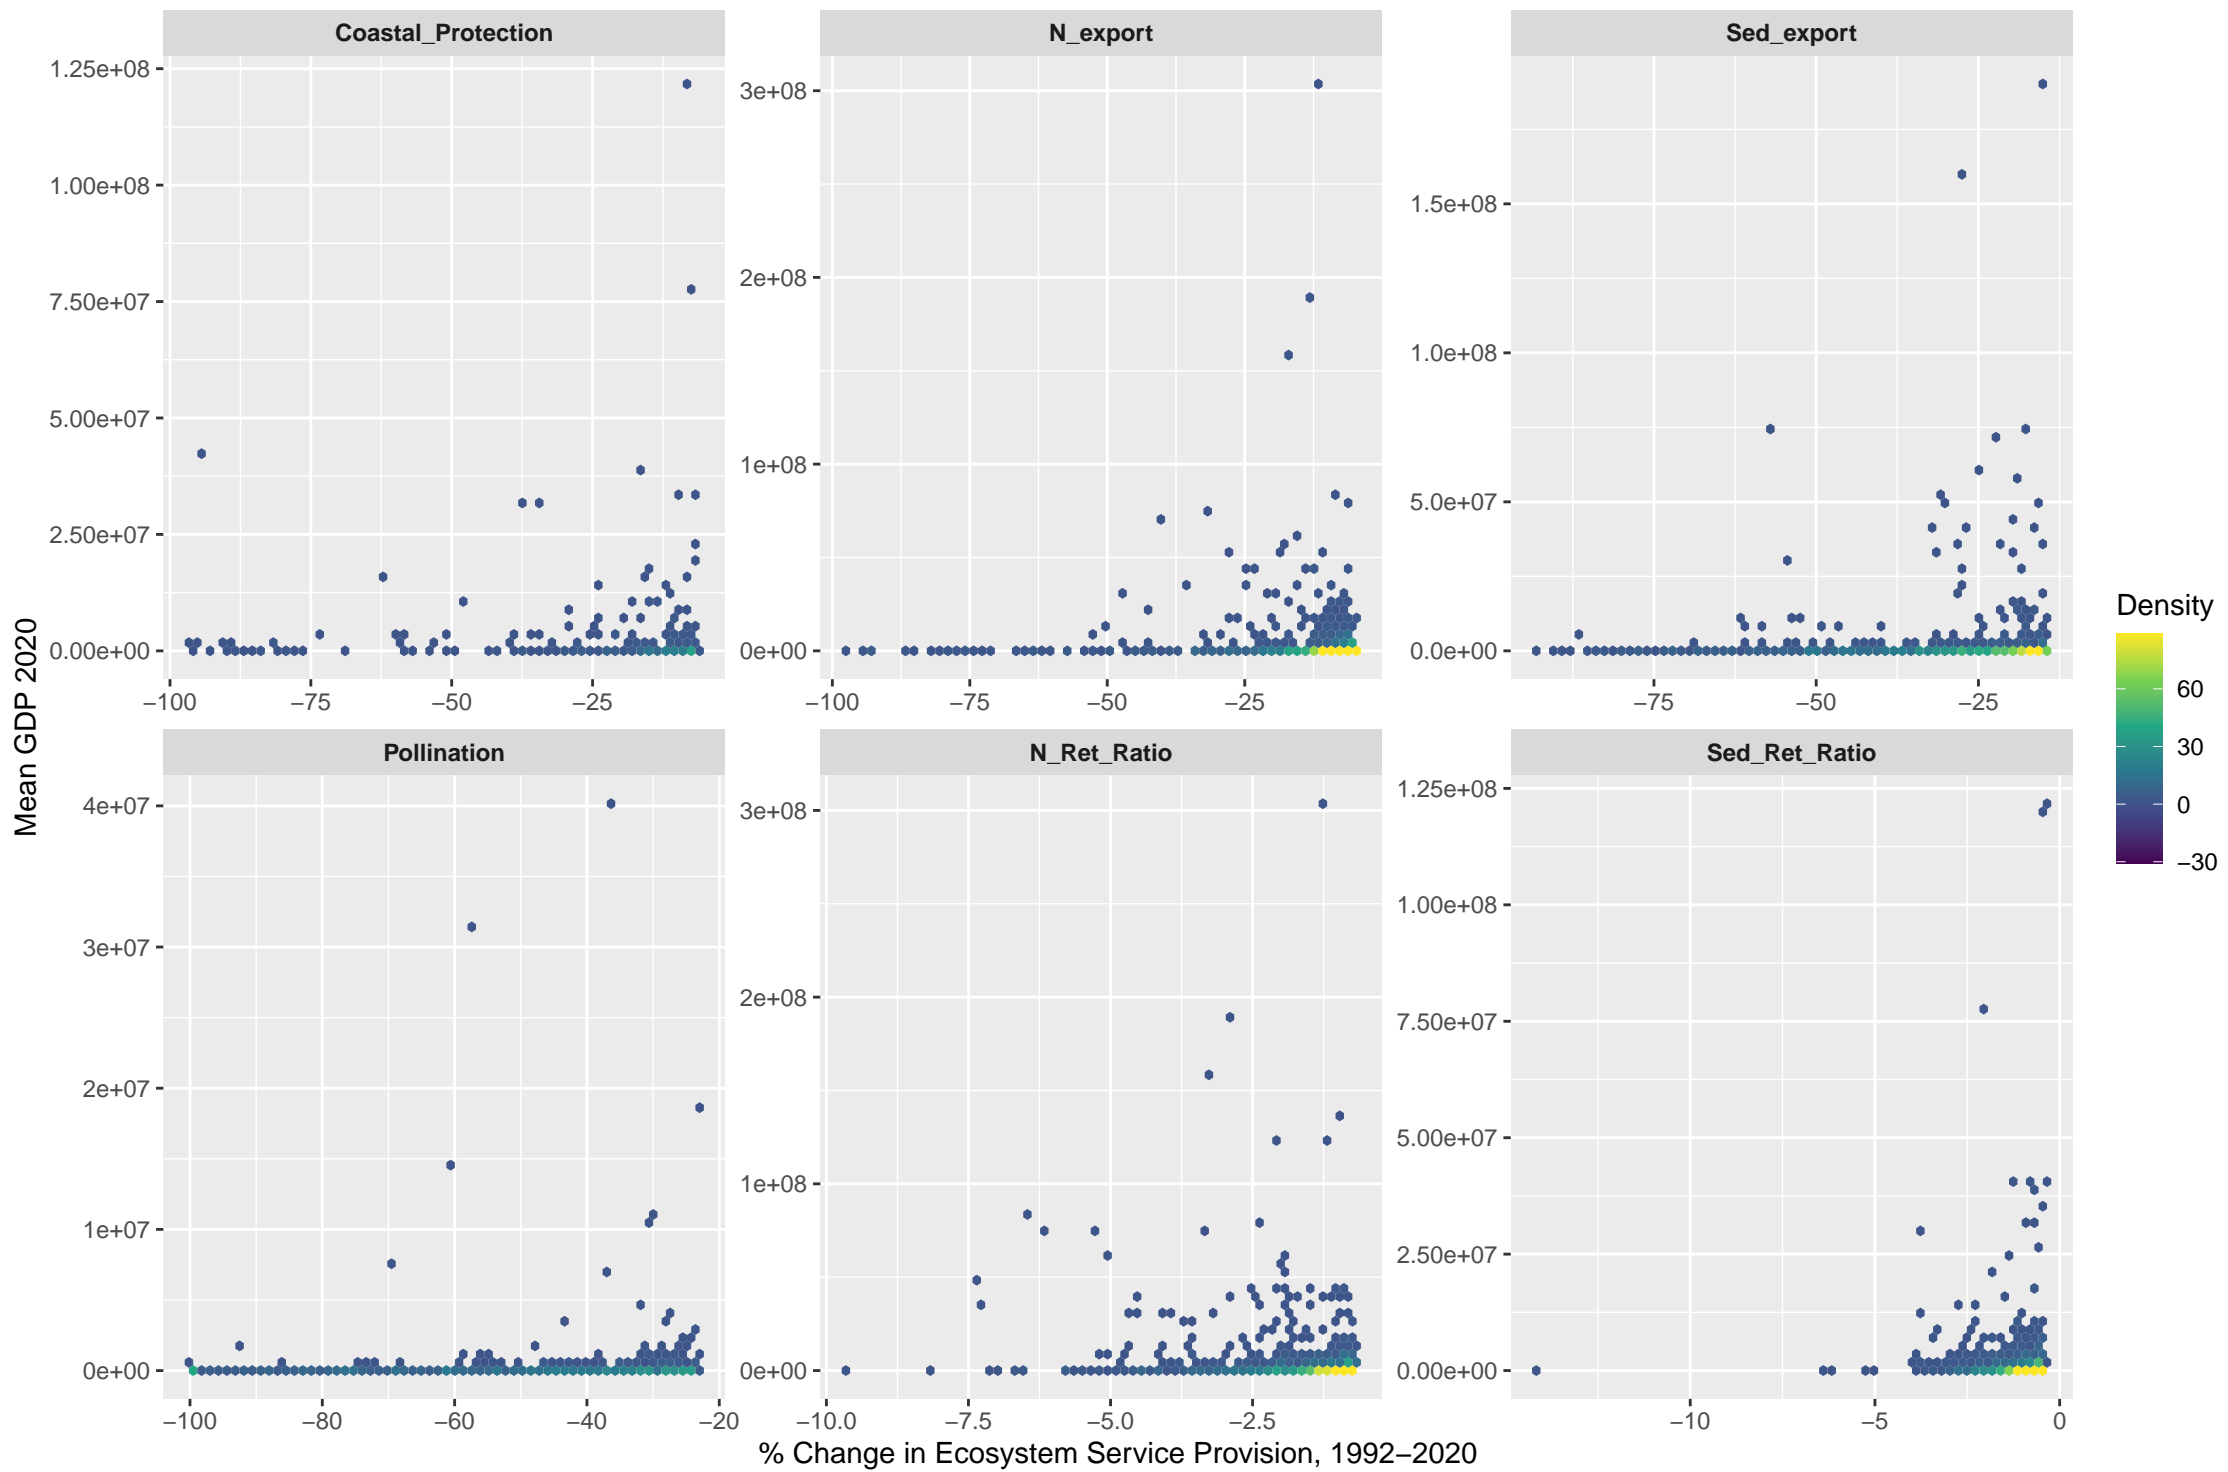 Coastal_Protection
N_export
Sed_export
1.25e+08
1.00e+08
7.50e+07
5.00e+07
2.50e+07
0.00e+00
−100
−75
−50
−25
3e+08
2e+08
1e+08
0e+00
−100
−75
−50
−25
1.5e+08
1.0e+08
5.0e+07
0.0e+00
−75
−50
−25
Pollination
N_Ret_Ratio
Sed_Ret_Ratio
4e+07
3e+07
2e+07
1e+07
0e+00
−100
−80
−60
−40
−20
3e+08
2e+08
1e+08
0e+00
−10.0
−7.5
−5.0
−2.5
1.25e+08
1.00e+08
7.50e+07
5.00e+07
2.50e+07
0.00e+00
−10
−5
0
Mean GDP 2020
% Change in Ecosystem Service Provision, 1992−2020
Density
60
30
0
−30